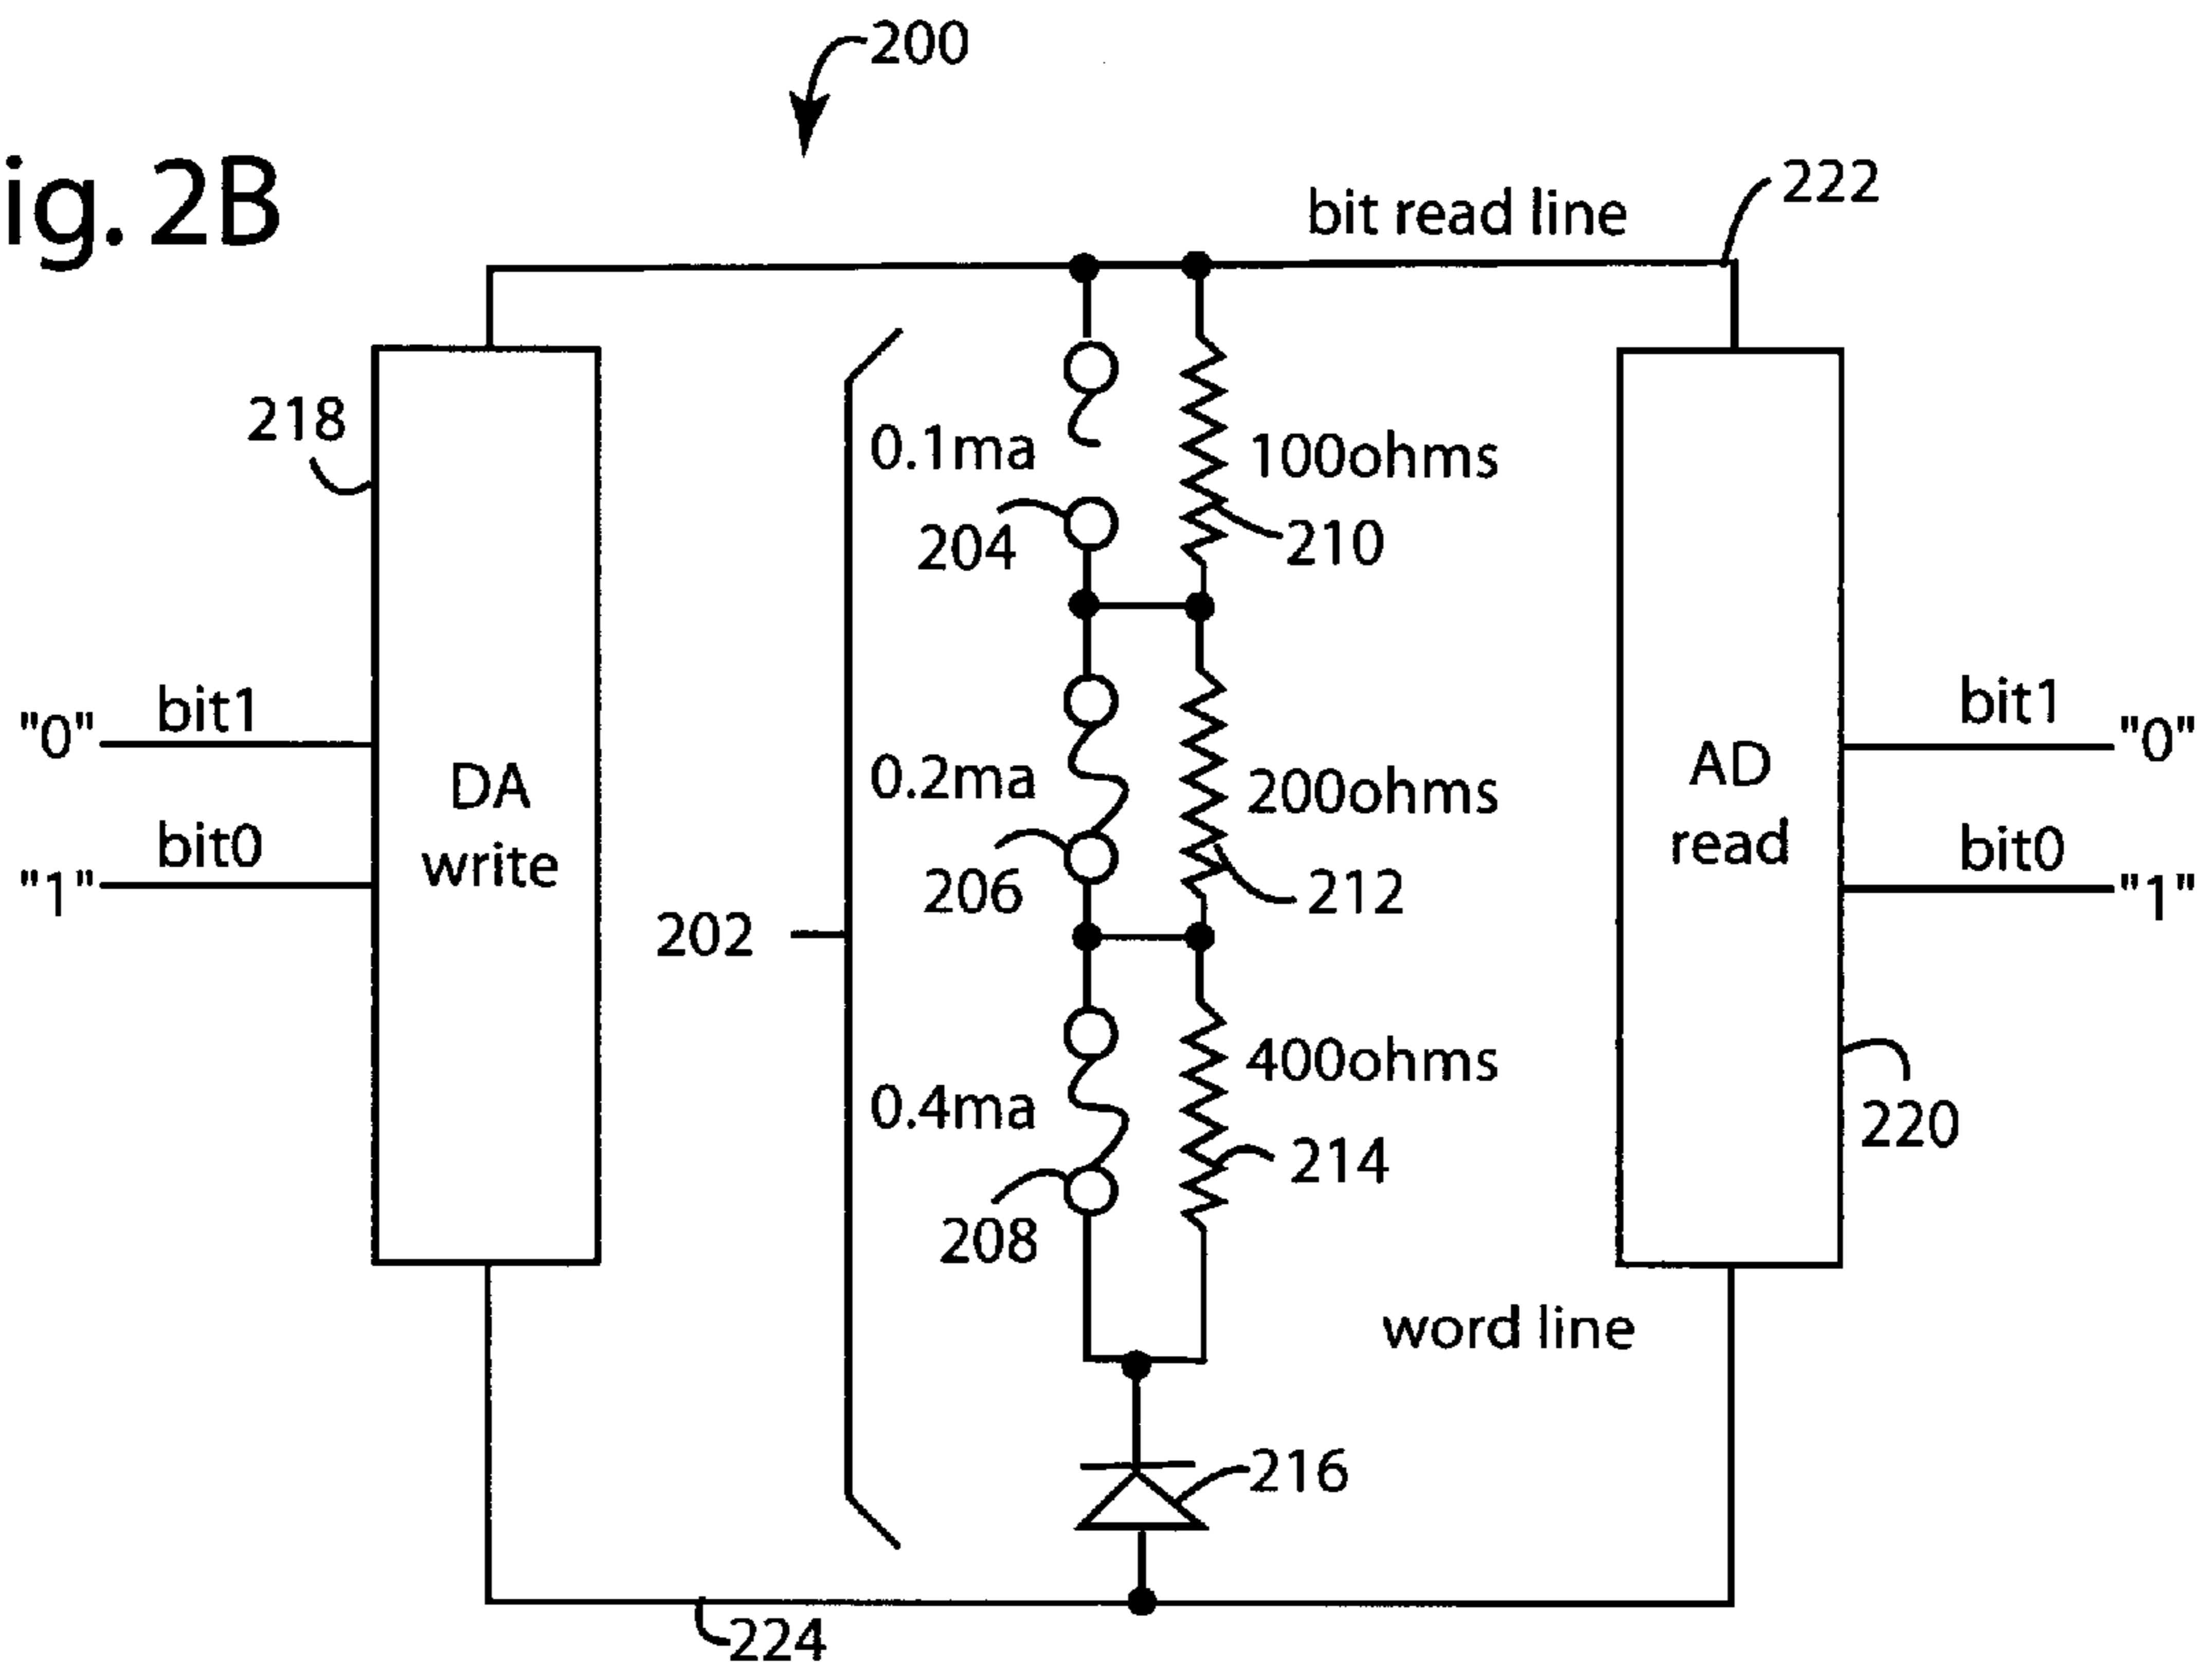 200
ig. 2B
222
bit read line
218
0.1ma
100ohms
204
210
"0" bit1
bit1 "0"
DA
write
0.2ma
200ohms
AD
read
"1" bit0
bit0 "1"
206
212
202
0.4ma
400ohms
214
220
208
word line
216
224